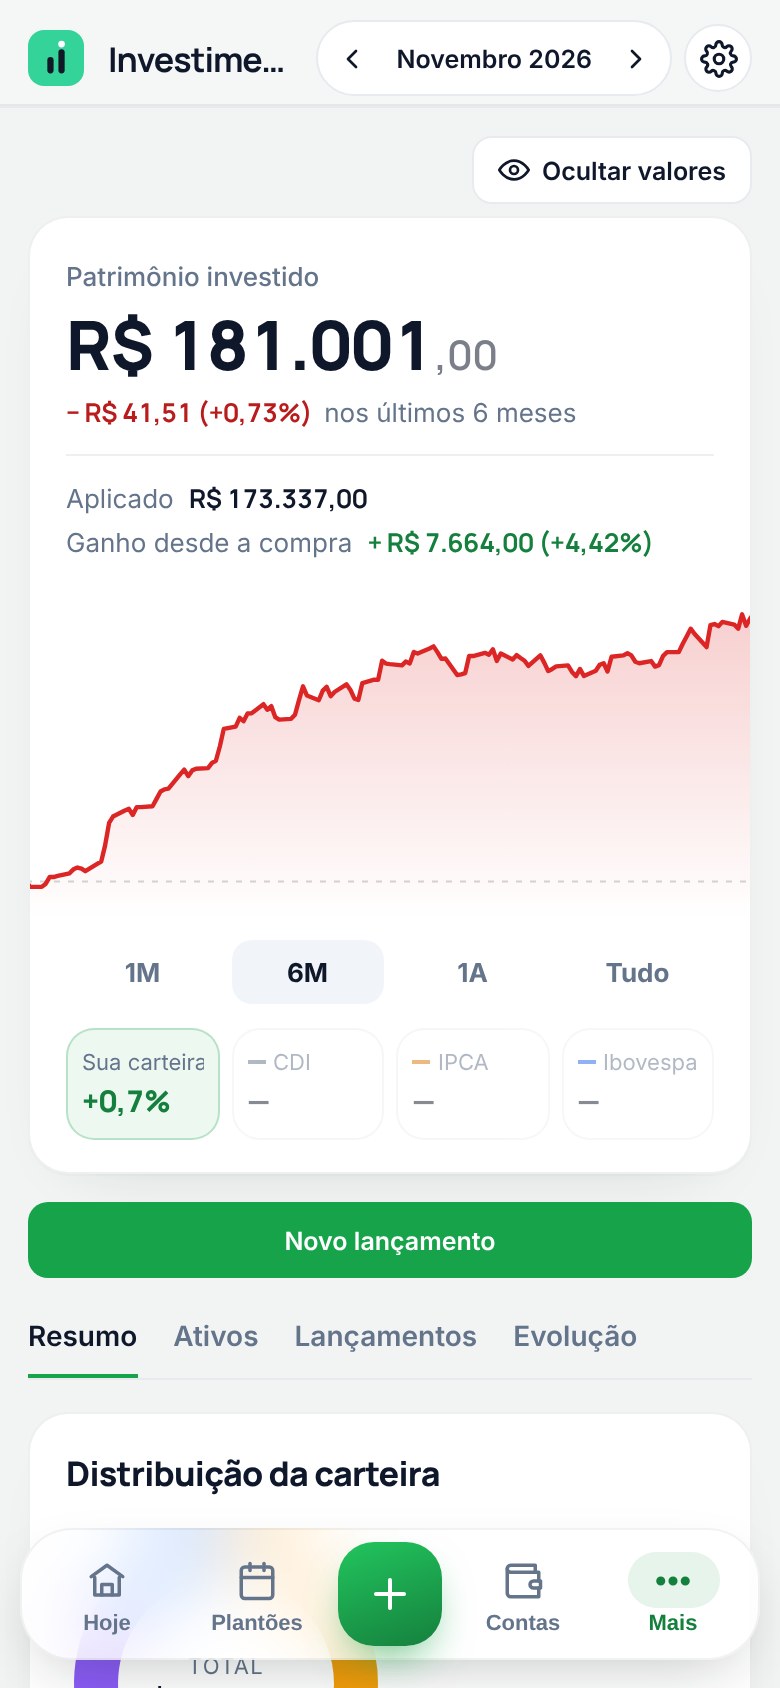 Investime...
Novembro 2026
Ocultar valores
Patrimônio investido
R$ 181.001,00
− R$ 41,51 (+0,73%) nos últimos 6 meses
Aplicado R$ 173.337,00
Ganho desde a compra + R$ 7.664,00 (+4,42%)
1M 6M 1A Tudo
Sua carteira — CDI — IPCA — Ibovespa
+0,7% — — —
Novo lançamento
Resumo Ativos Lançamentos Evolução
Distribuição da carteira
Hoje Plantões + Contas Mais
TOTAL